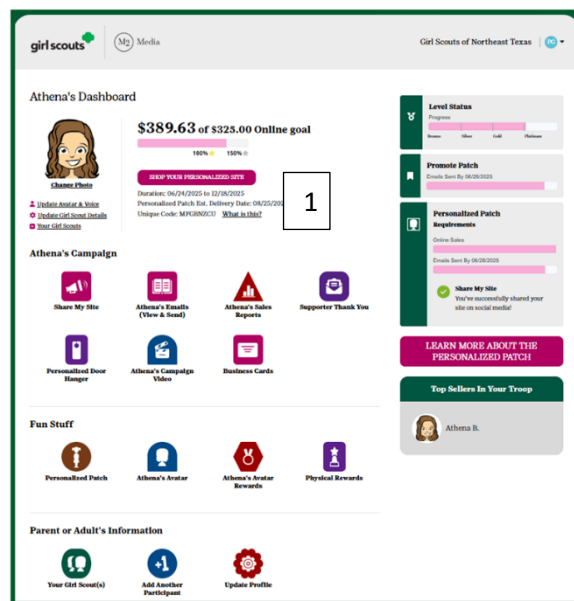 girl scouts
M2 Media
Girl Scouts of Northeast Texas
PG
Athena's Dashboard
$389.63 of $325.00 Online goal
100% 150%
SHOP YOUR PERSONALIZED SITE
Duration: 06/24/2025 to 12/18/2025
Personalized Patch Est. Delivery Date: 08/25/202
Unique Code: MFGBNZCU What is this?
1
Change Photo
Update Avatar & Voice
Update Girl Scout Details
Your Girl Scouts
Athena's Campaign
Share My Site
Athena's Emails
(View & Send)
Athena's Sales
Reports
Supporter Thank You
Personalized Door
Hanger
Athena's Campaign
Video
Business Cards
Fun Stuff
Personalized Patch
Athena's Avatar
Athena's Avatar
Rewards
Physical Rewards
Parent or Adult's Information
Your Girl Scout(s)
+1
Add Another
Participant
Update Profile
Level Status
Progress
Bronze Silver Gold Platinum
Promote Patch
Emails Sent By 08/28/2025
Personalized Patch
Requirements
Online Sales
Emails Sent By 08/28/2025
Share My Site
You've successfully shared your
site on social media!
LEARN MORE ABOUT THE
PERSONALIZED PATCH
Top Sellers In Your Troop
Athena B.